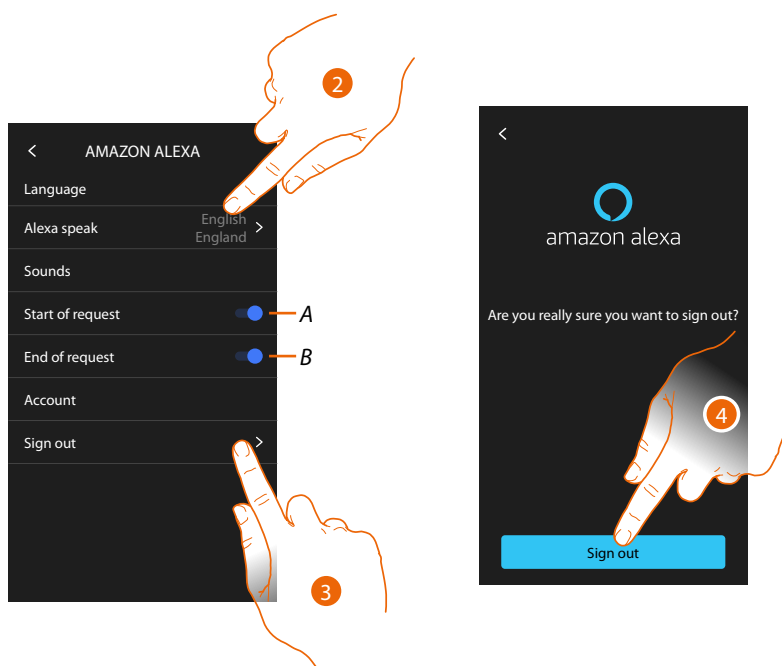 2
AMAZON ALEXA
Language
Alexa speak
English
England
Sounds
Start of request
A
End of request
B
Account
Sign out
3
amazon alexa
Are you really sure you want to sign out?
4
Sign out